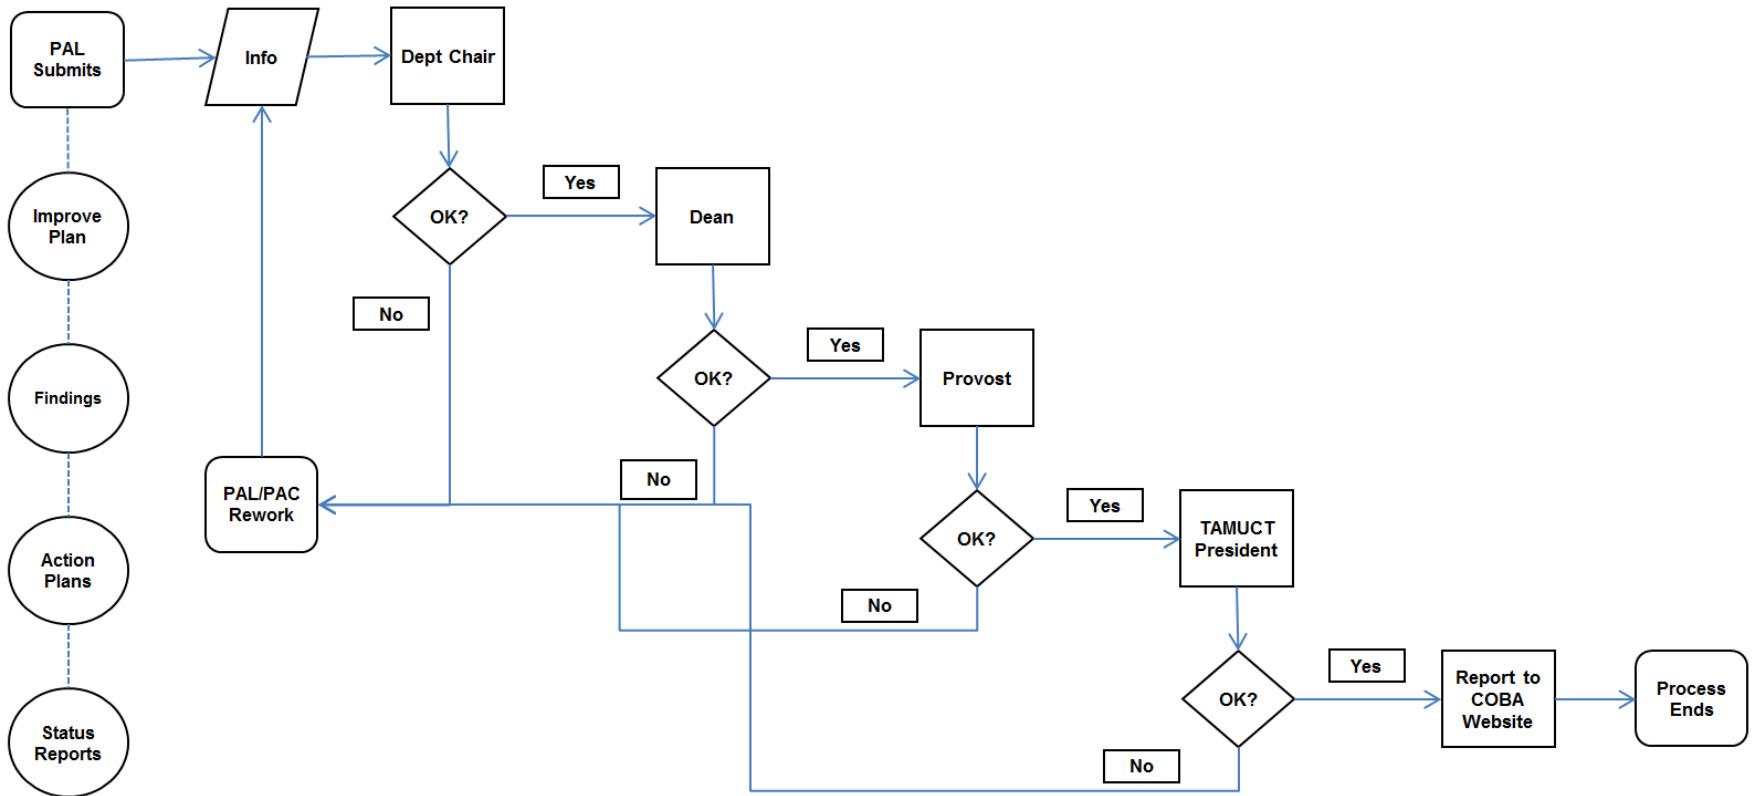 PAL
Submits
Info
Dept Chair
OK?
Yes
Dean
Improve
Plan
No
OK?
Yes
Provost
Findings
PAL/PAC
Rework
No
OK?
Yes
TAMUCT
President
Action
Plans
No
OK?
Yes
Report to
COBA
Website
Process
Ends
Status
Reports
No